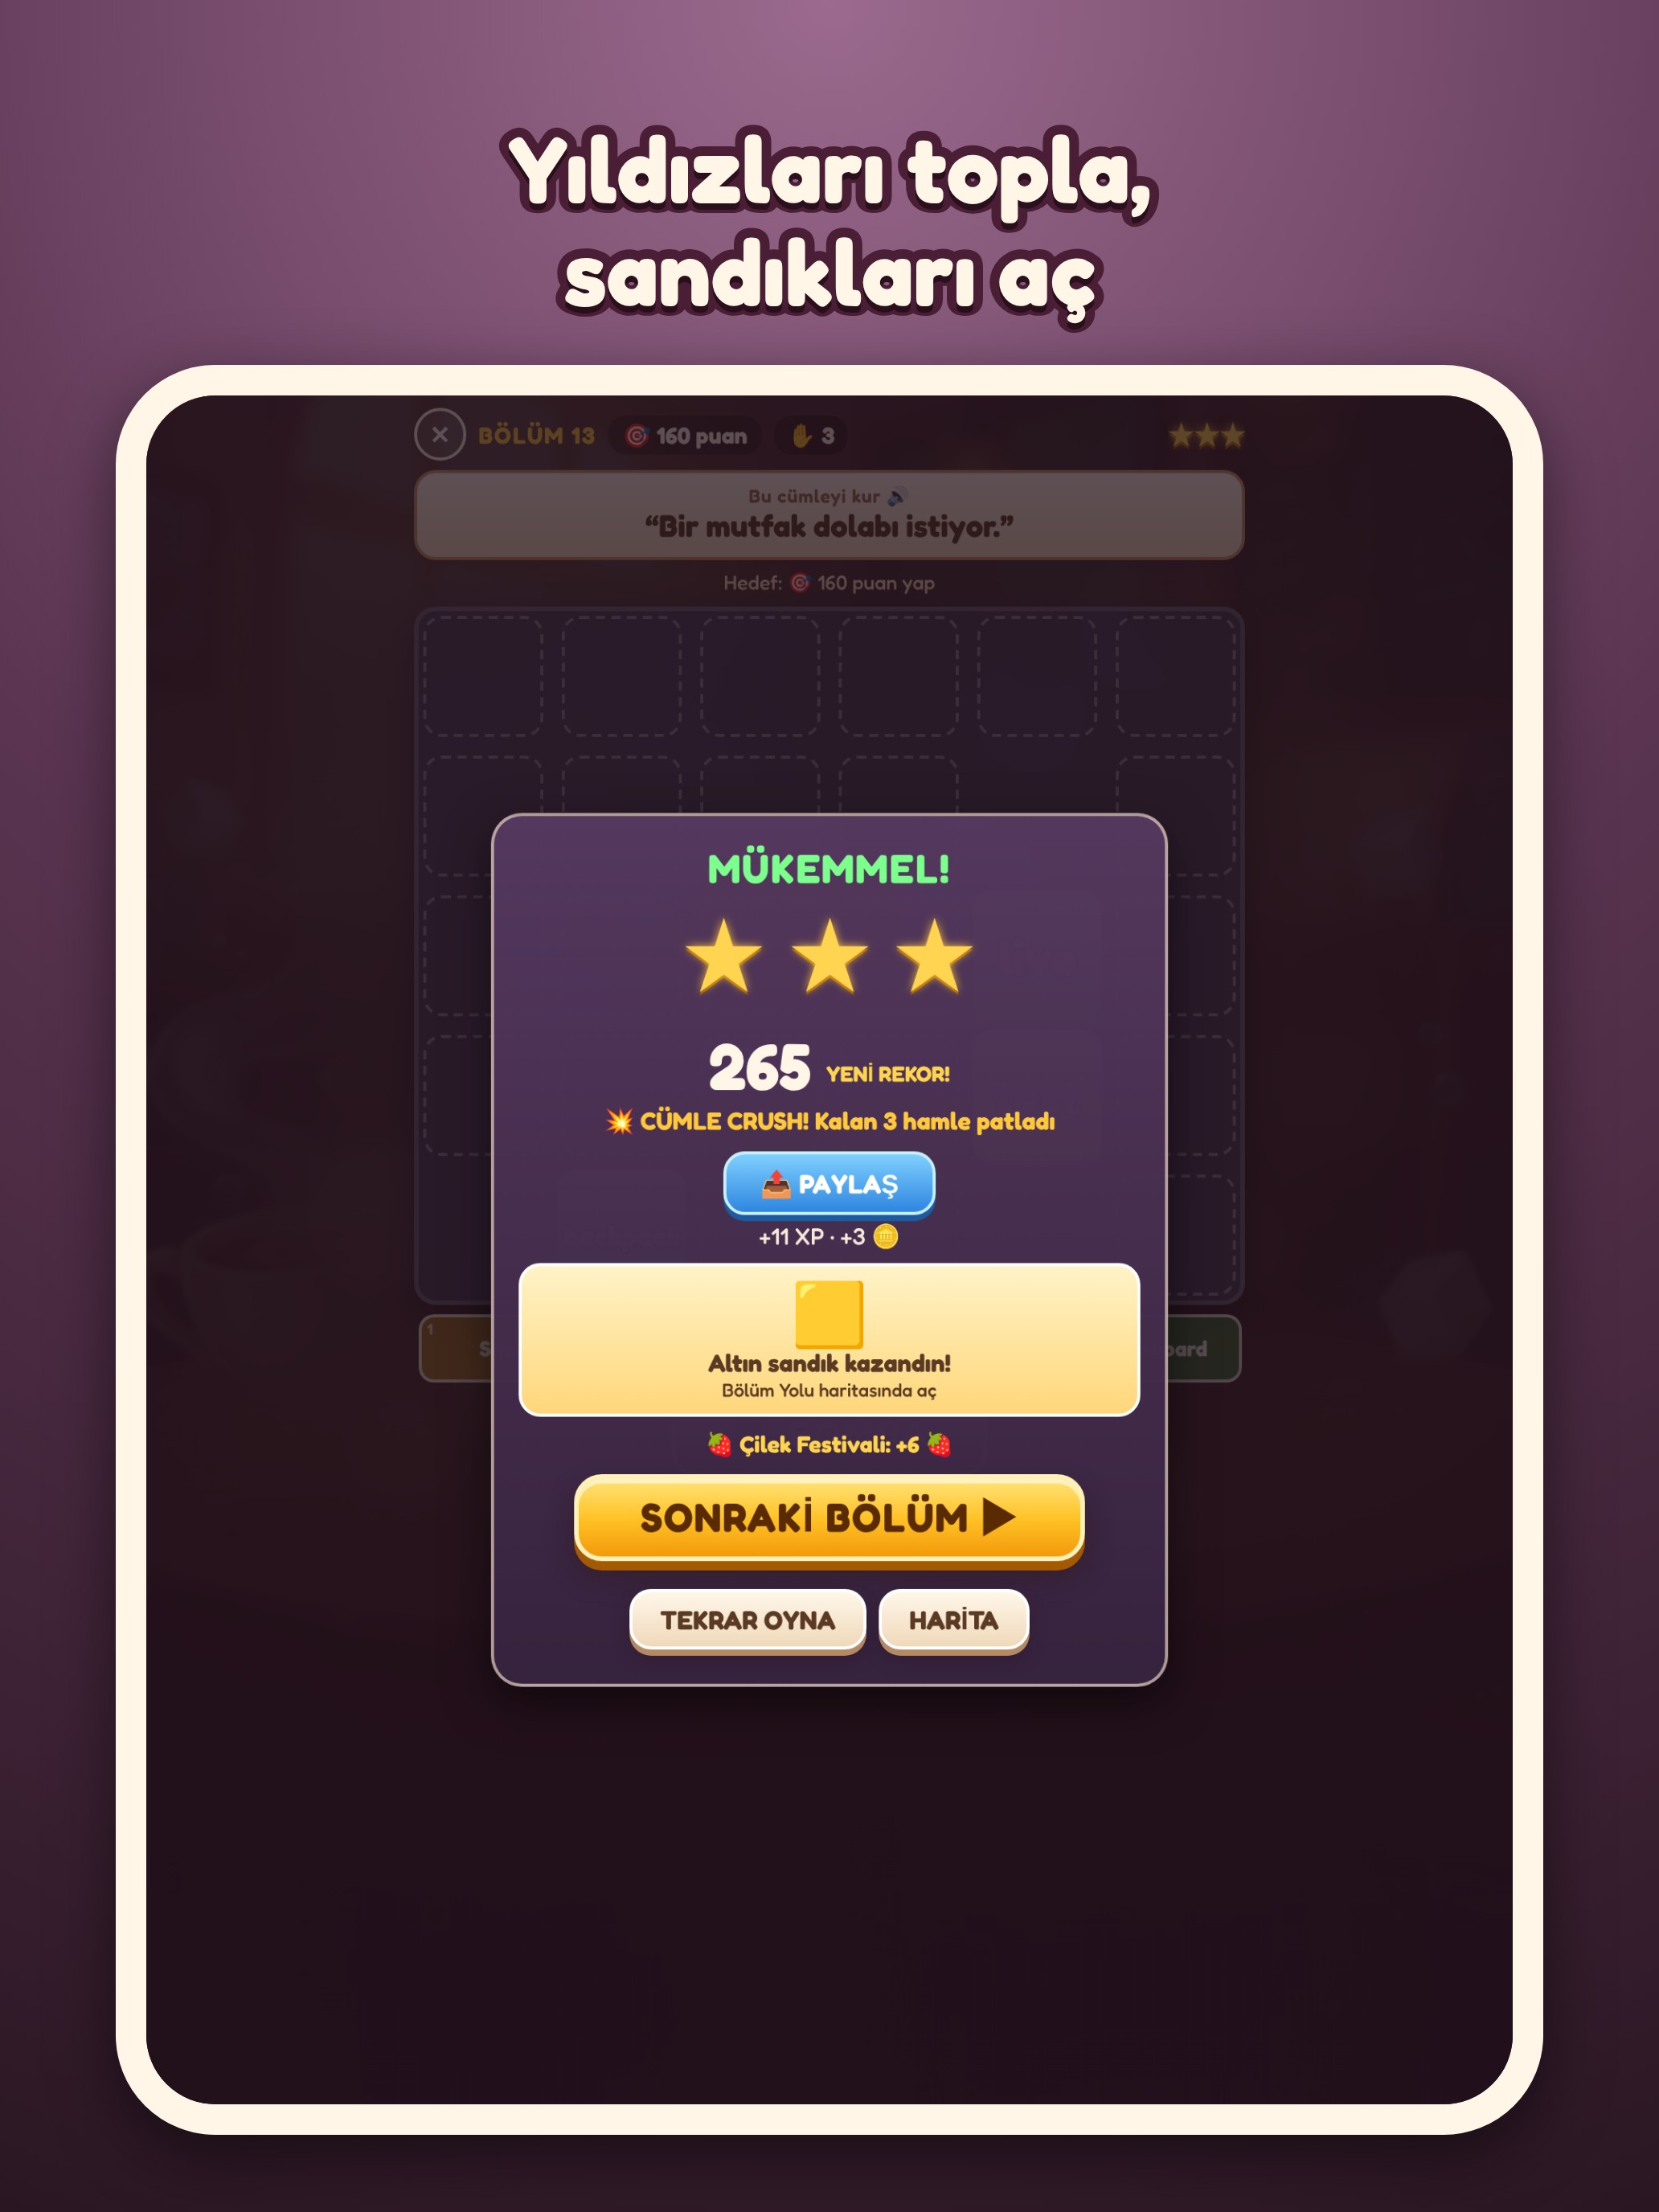 Yıldızları topla,
sandıkları aç
BÖLÜM 13 160 puan 3
Bu cümleyi kur
“Bir mutfak dolabı istiyor.”
Hedef: 160 puan yap
MÜKEMMEL!
265 YENİ REKOR!
CÜMLE CRUSH! Kalan 3 hamle patladı
PAYLAŞ
+11 XP · +3
Altın sandık kazandın!
Bölüm Yolu haritasında aç
1
Çilek Festivali: +6
SONRAKİ BÖLÜM
TEKRAR OYNA
HARİTA